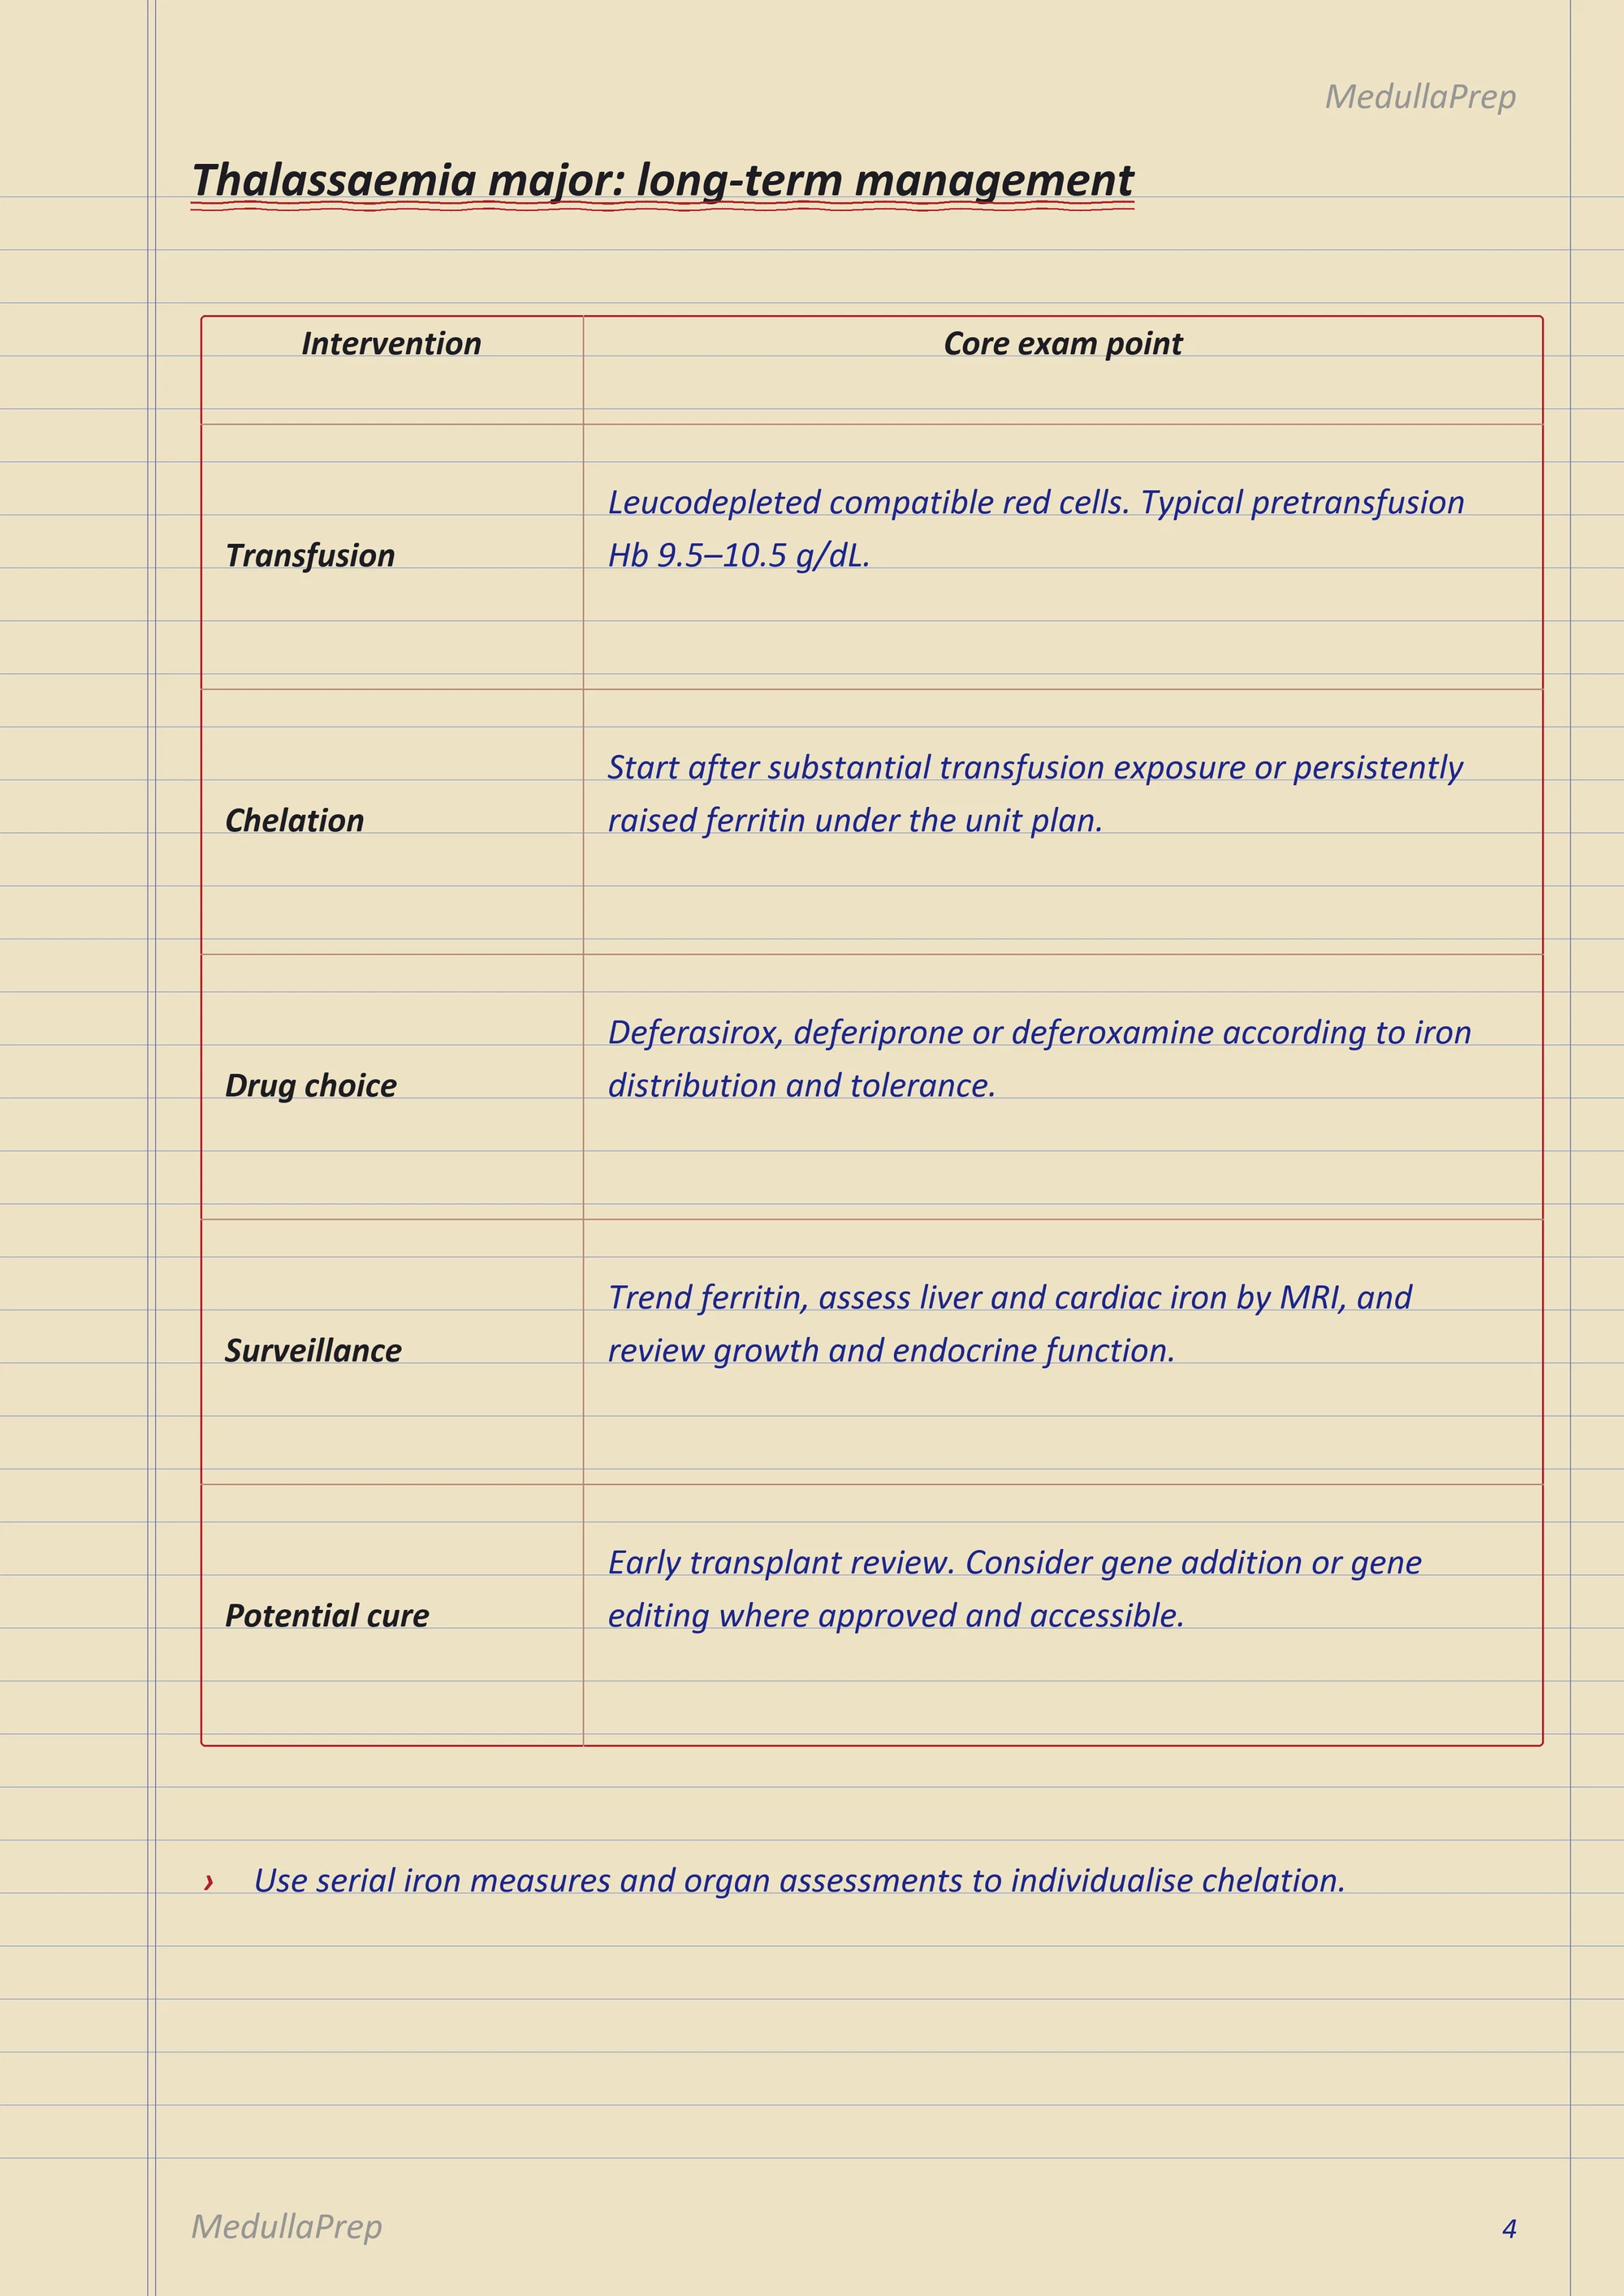 MedullaPrep
Thalassaemia major: long-term management
Intervention
Core exam point
Transfusion
Leucodepleted compatible red cells. Typical pretransfusion
Hb 9.5–10.5 g/dL.
Chelation
Start after substantial transfusion exposure or persistently
raised ferritin under the unit plan.
Drug choice
Deferasirox, deferiprone or deferoxamine according to iron
distribution and tolerance.
Surveillance
Trend ferritin, assess liver and cardiac iron by MRI, and
review growth and endocrine function.
Potential cure
Early transplant review. Consider gene addition or gene
editing where approved and accessible.
› Use serial iron measures and organ assessments to individualise chelation.
MedullaPrep
4